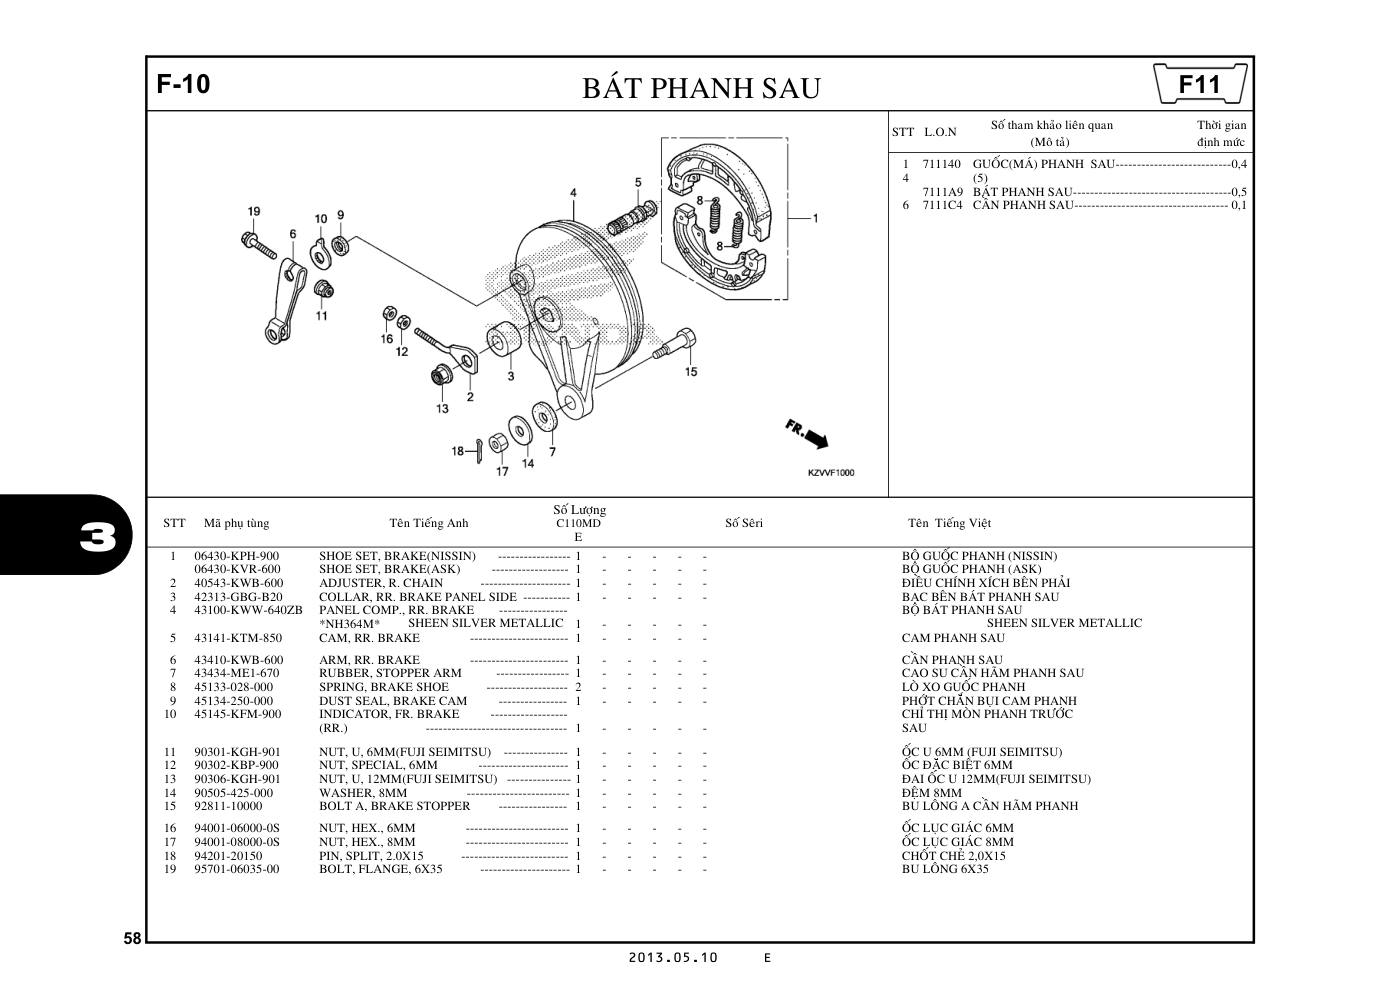 F-10
BÁT PHANH SAU
F11
STT L.O.N Số tham khảo liên quan (Mô tả) Thời gian định mức
1 711140 GUỐC(MÁ) PHANH SAU---------------------------0,4
4 (5)
7111A9 BÁT PHANH SAU-------------------------------------0,5
6 7111C4 CẦN PHANH SAU------------------------------------ 0,1
19
6
10
9
11
16
12
13
2
3
4
5
8
8
1
15
18
17
14
7
FR.
HONDA
KZVVF1000
3
STT Mã phụ tùng Tên Tiếng Anh Số Lượng C110MD E Số Sêri Tên Tiếng Việt
1 06430-KPH-900 SHOE SET, BRAKE(NISSIN) ----------------- 1 - - - - - BỘ GUỐC PHANH (NISSIN)
06430-KVR-600 SHOE SET, BRAKE(ASK) ------------------ 1 - - - - - BỘ GUỐC PHANH (ASK)
2 40543-KWB-600 ADJUSTER, R. CHAIN --------------------- 1 - - - - - ĐIỀU CHỈNH XÍCH BÊN PHẢI
3 42313-GBG-B20 COLLAR, RR. BRAKE PANEL SIDE ----------- 1 - - - - - BẠC BÊN BÁT PHANH SAU
4 43100-KWW-640ZB PANEL COMP., RR. BRAKE ---------------- BỘ BÁT PHANH SAU
*NH364M* SHEEN SILVER METALLIC 1 - - - - - SHEEN SILVER METALLIC
5 43141-KTM-850 CAM, RR. BRAKE ----------------------- 1 - - - - - CAM PHANH SAU
6 43410-KWB-600 ARM, RR. BRAKE ----------------------- 1 - - - - - CẦN PHANH SAU
7 43434-ME1-670 RUBBER, STOPPER ARM ----------------- 1 - - - - - CAO SU CẦN HÃM PHANH SAU
8 45133-028-000 SPRING, BRAKE SHOE ------------------- 2 - - - - - LÒ XO GUỐC PHANH
9 45134-250-000 DUST SEAL, BRAKE CAM ---------------- 1 - - - - - PHỚT CHẮN BỤI CAM PHANH
10 45145-KFM-900 INDICATOR, FR. BRAKE ------------------ CHỈ THỊ MÒN PHANH TRƯỚC
(RR.) --------------------------------- 1 - - - - - SAU
11 90301-KGH-901 NUT, U, 6MM(FUJI SEIMITSU) --------------- 1 - - - - - ỐC U 6MM (FUJI SEIMITSU)
12 90302-KBP-900 NUT, SPECIAL, 6MM --------------------- 1 - - - - - ỐC ĐẶC BIỆT 6MM
13 90306-KGH-901 NUT, U, 12MM(FUJI SEIMITSU) --------------- 1 - - - - - ĐAI ỐC U 12MM(FUJI SEIMITSU)
14 90505-425-000 WASHER, 8MM ------------------------ 1 - - - - - ĐỆM 8MM
15 92811-10000 BOLT A, BRAKE STOPPER ---------------- 1 - - - - - BU LÔNG A CẦN HÃM PHANH
16 94001-06000-0S NUT, HEX., 6MM ------------------------ 1 - - - - - ỐC LỤC GIÁC 6MM
17 94001-08000-0S NUT, HEX., 8MM ------------------------ 1 - - - - - ỐC LỤC GIÁC 8MM
18 94201-20150 PIN, SPLIT, 2.0X15 ------------------------- 1 - - - - - CHỐT CHẺ 2,0X15
19 95701-06035-00 BOLT, FLANGE, 6X35 --------------------- 1 - - - - - BU LÔNG 6X35
58
2013.05.10 E